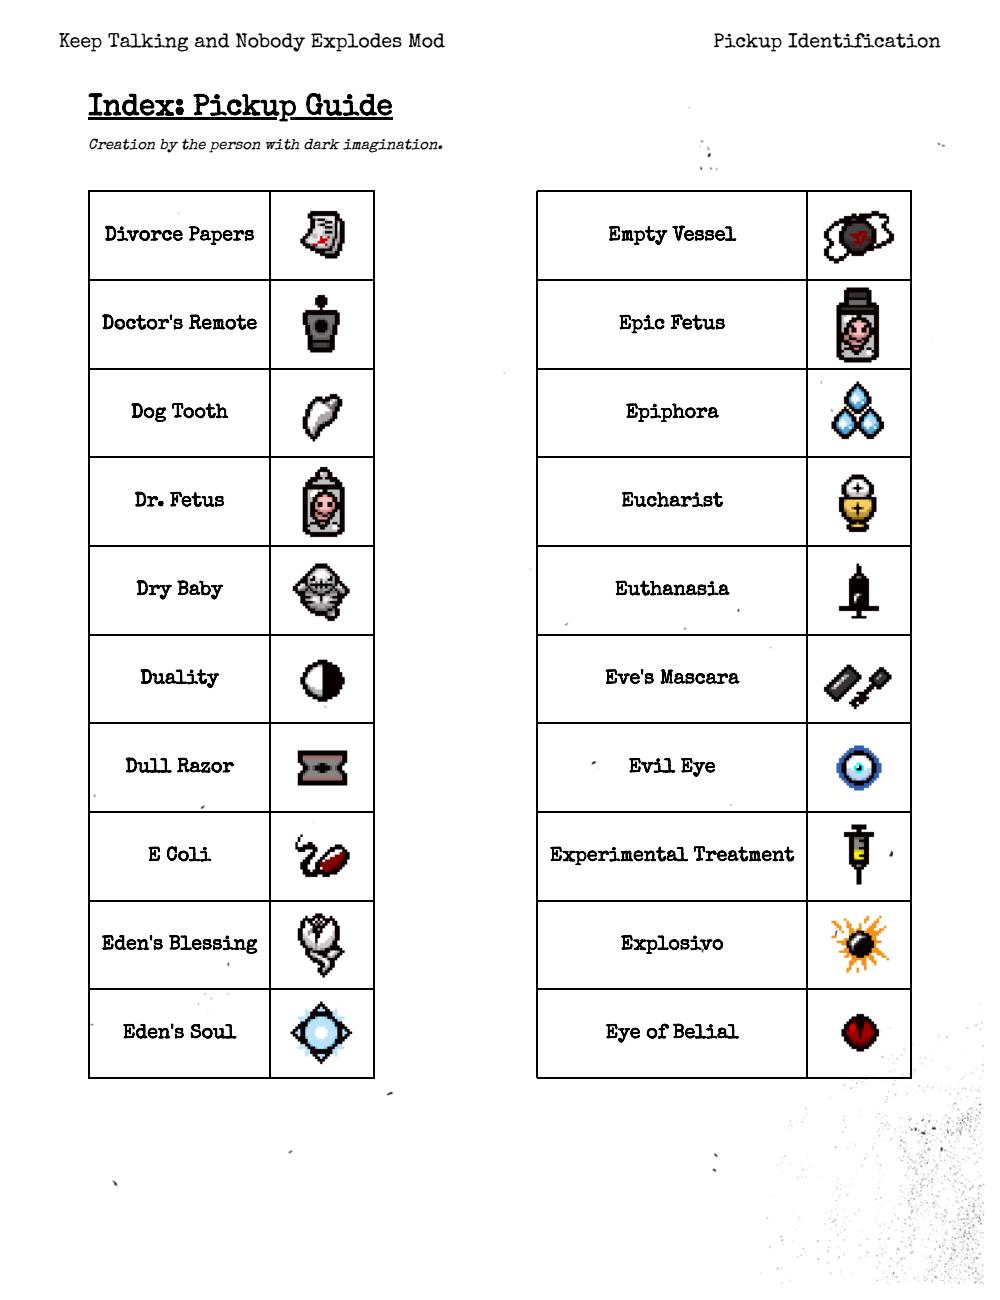 Keep Talking and Nobody Explodes Mod
Pickup Identification
Index: Pickup Guide
Creation by the person with dark imagination.
Divorce Papers
Doctor's Remote
Dog Tooth
Dr. Fetus
Dry Baby
Duality
Dull Razor
E Coli
Eden's Blessing
Eden's Soul
Empty Vessel
Epic Fetus
Epiphora
Eucharist
Euthanasia
Eve's Mascara
Evil Eye
Experimental Treatment
Explosivo
Eye of Belial